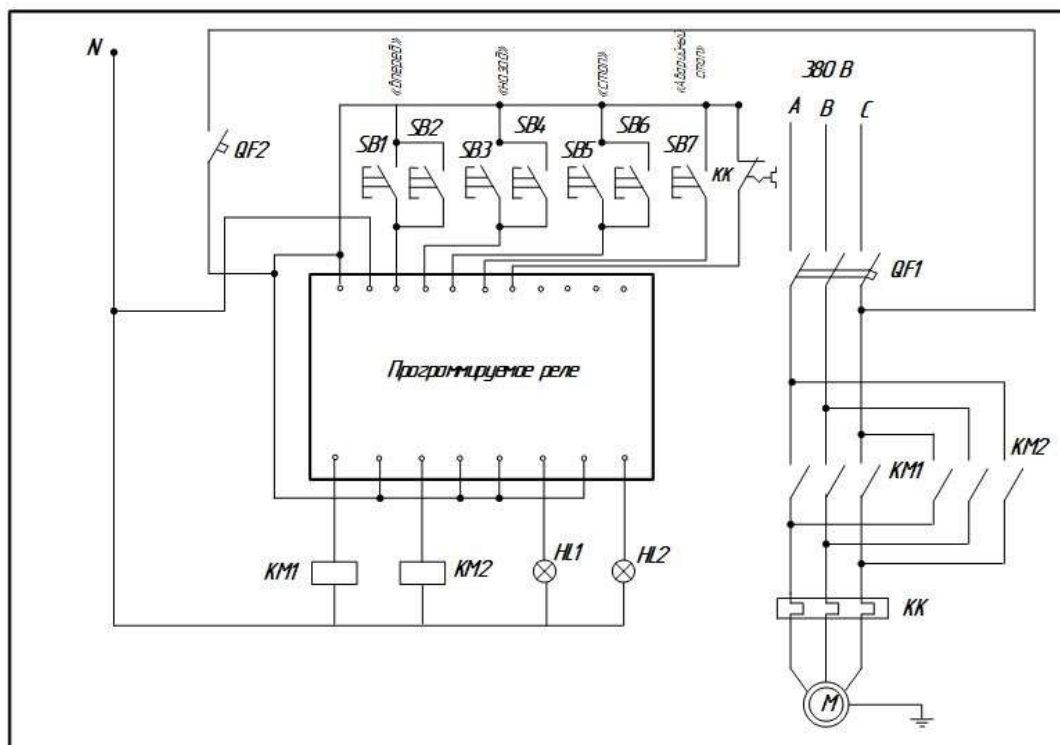 N
«Вперед»
«Назад»
«Стоп»
«Аварийный
стоп»
380 В
A
B
C
QF2
SB1
SB2
SB3
SB4
SB5
SB6
SB7
KK
QF1
Программируемое реле
KM1
KM2
KM1
KM2
HL1
HL2
KK
M